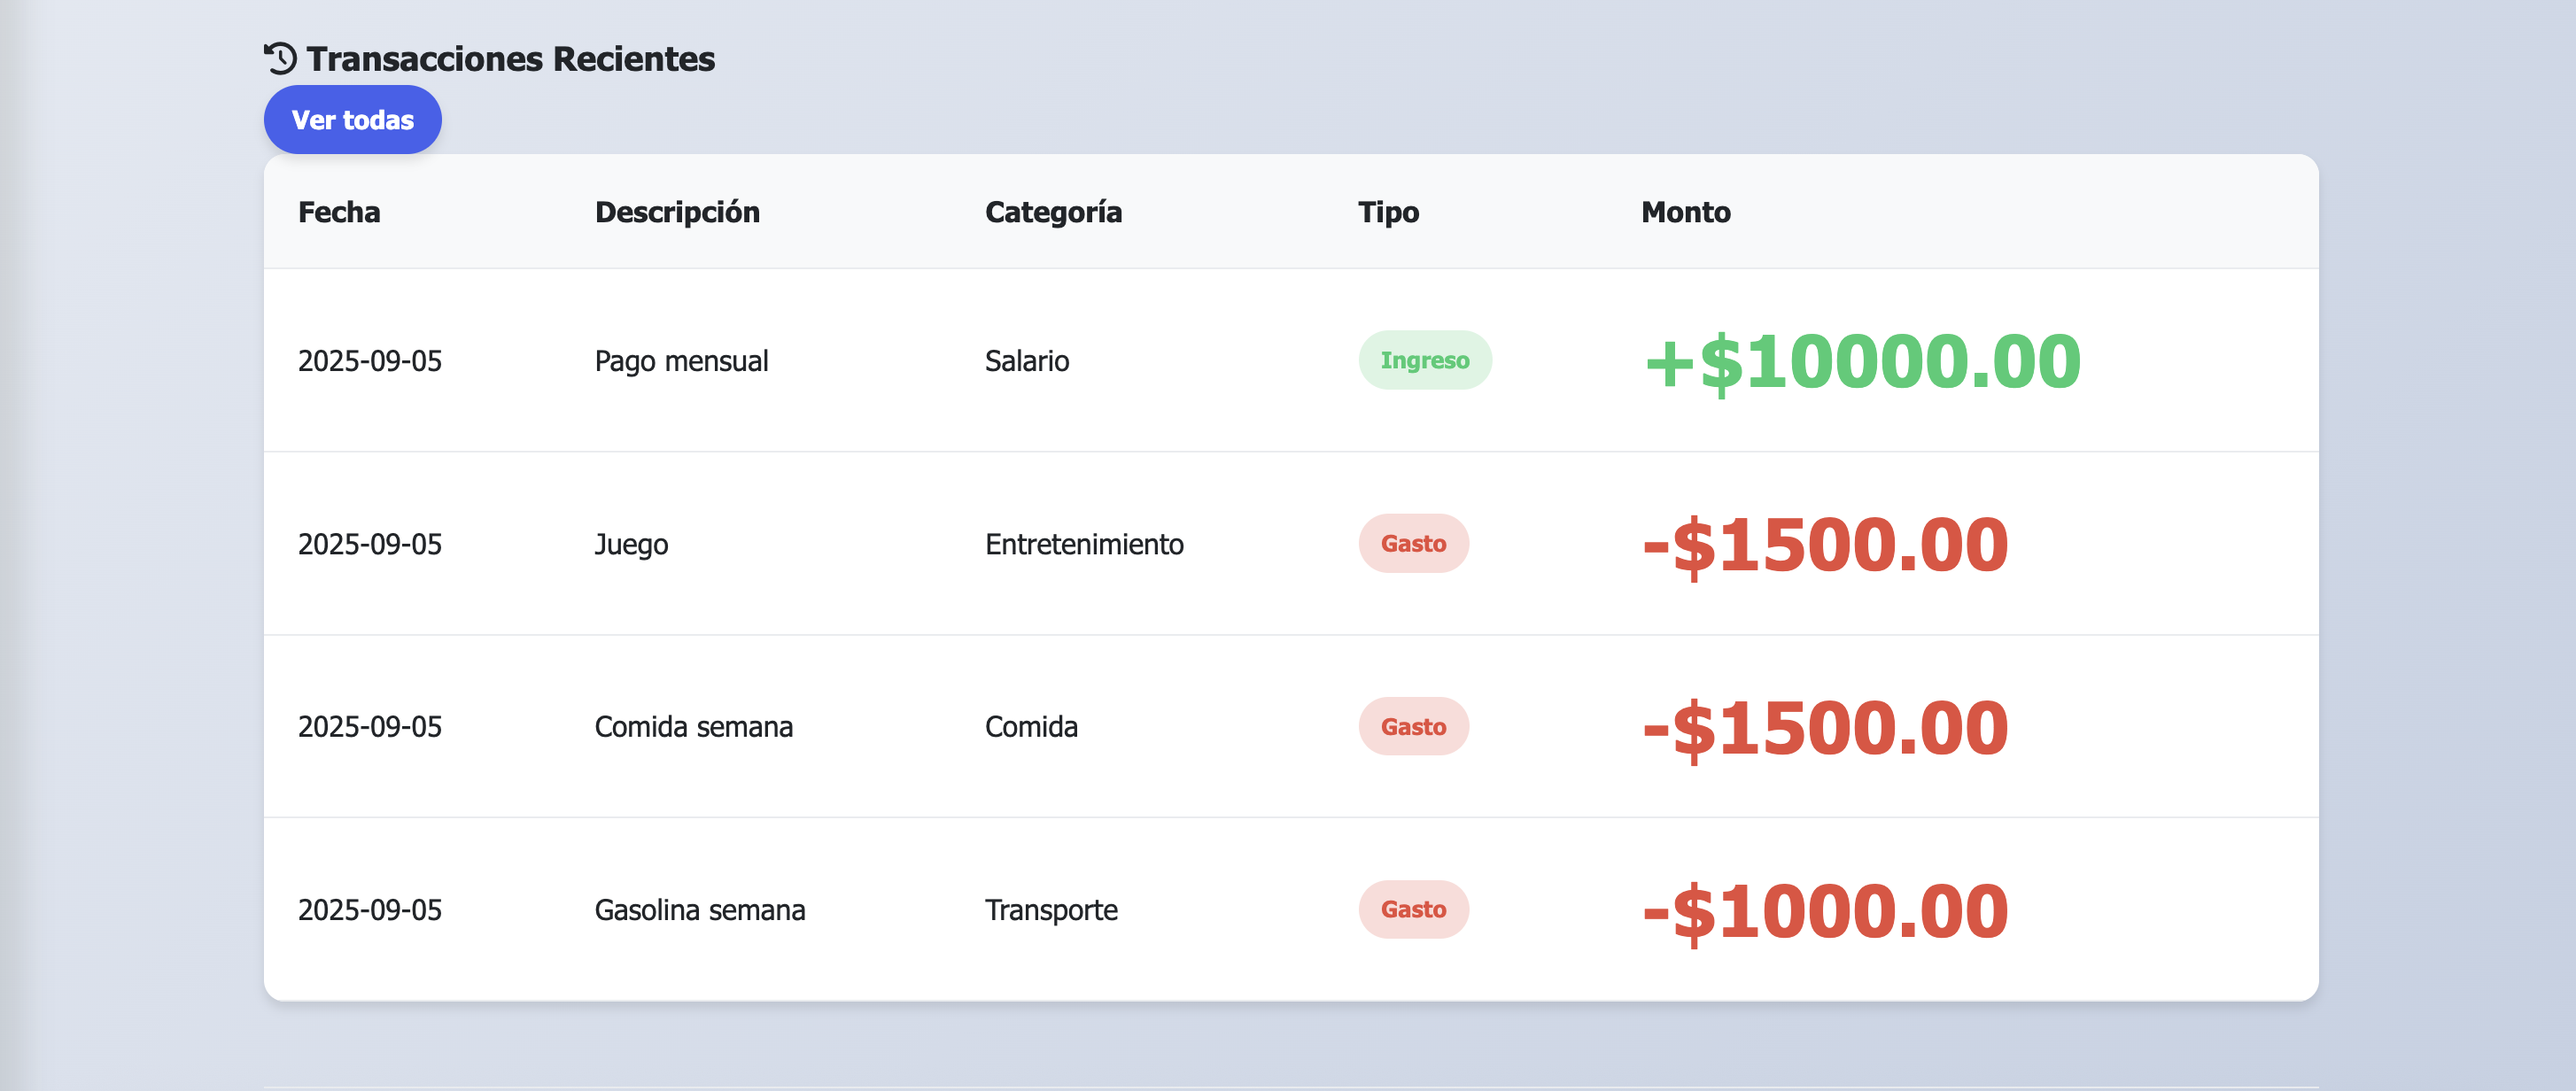 Transacciones Recientes
Ver todas
Fecha Descripción Categoría Tipo Monto
2025-09-05 Pago mensual Salario Ingreso +$10000.00
2025-09-05 Juego Entretenimiento Gasto -$1500.00
2025-09-05 Comida semana Comida Gasto -$1500.00
2025-09-05 Gasolina semana Transporte Gasto -$1000.00